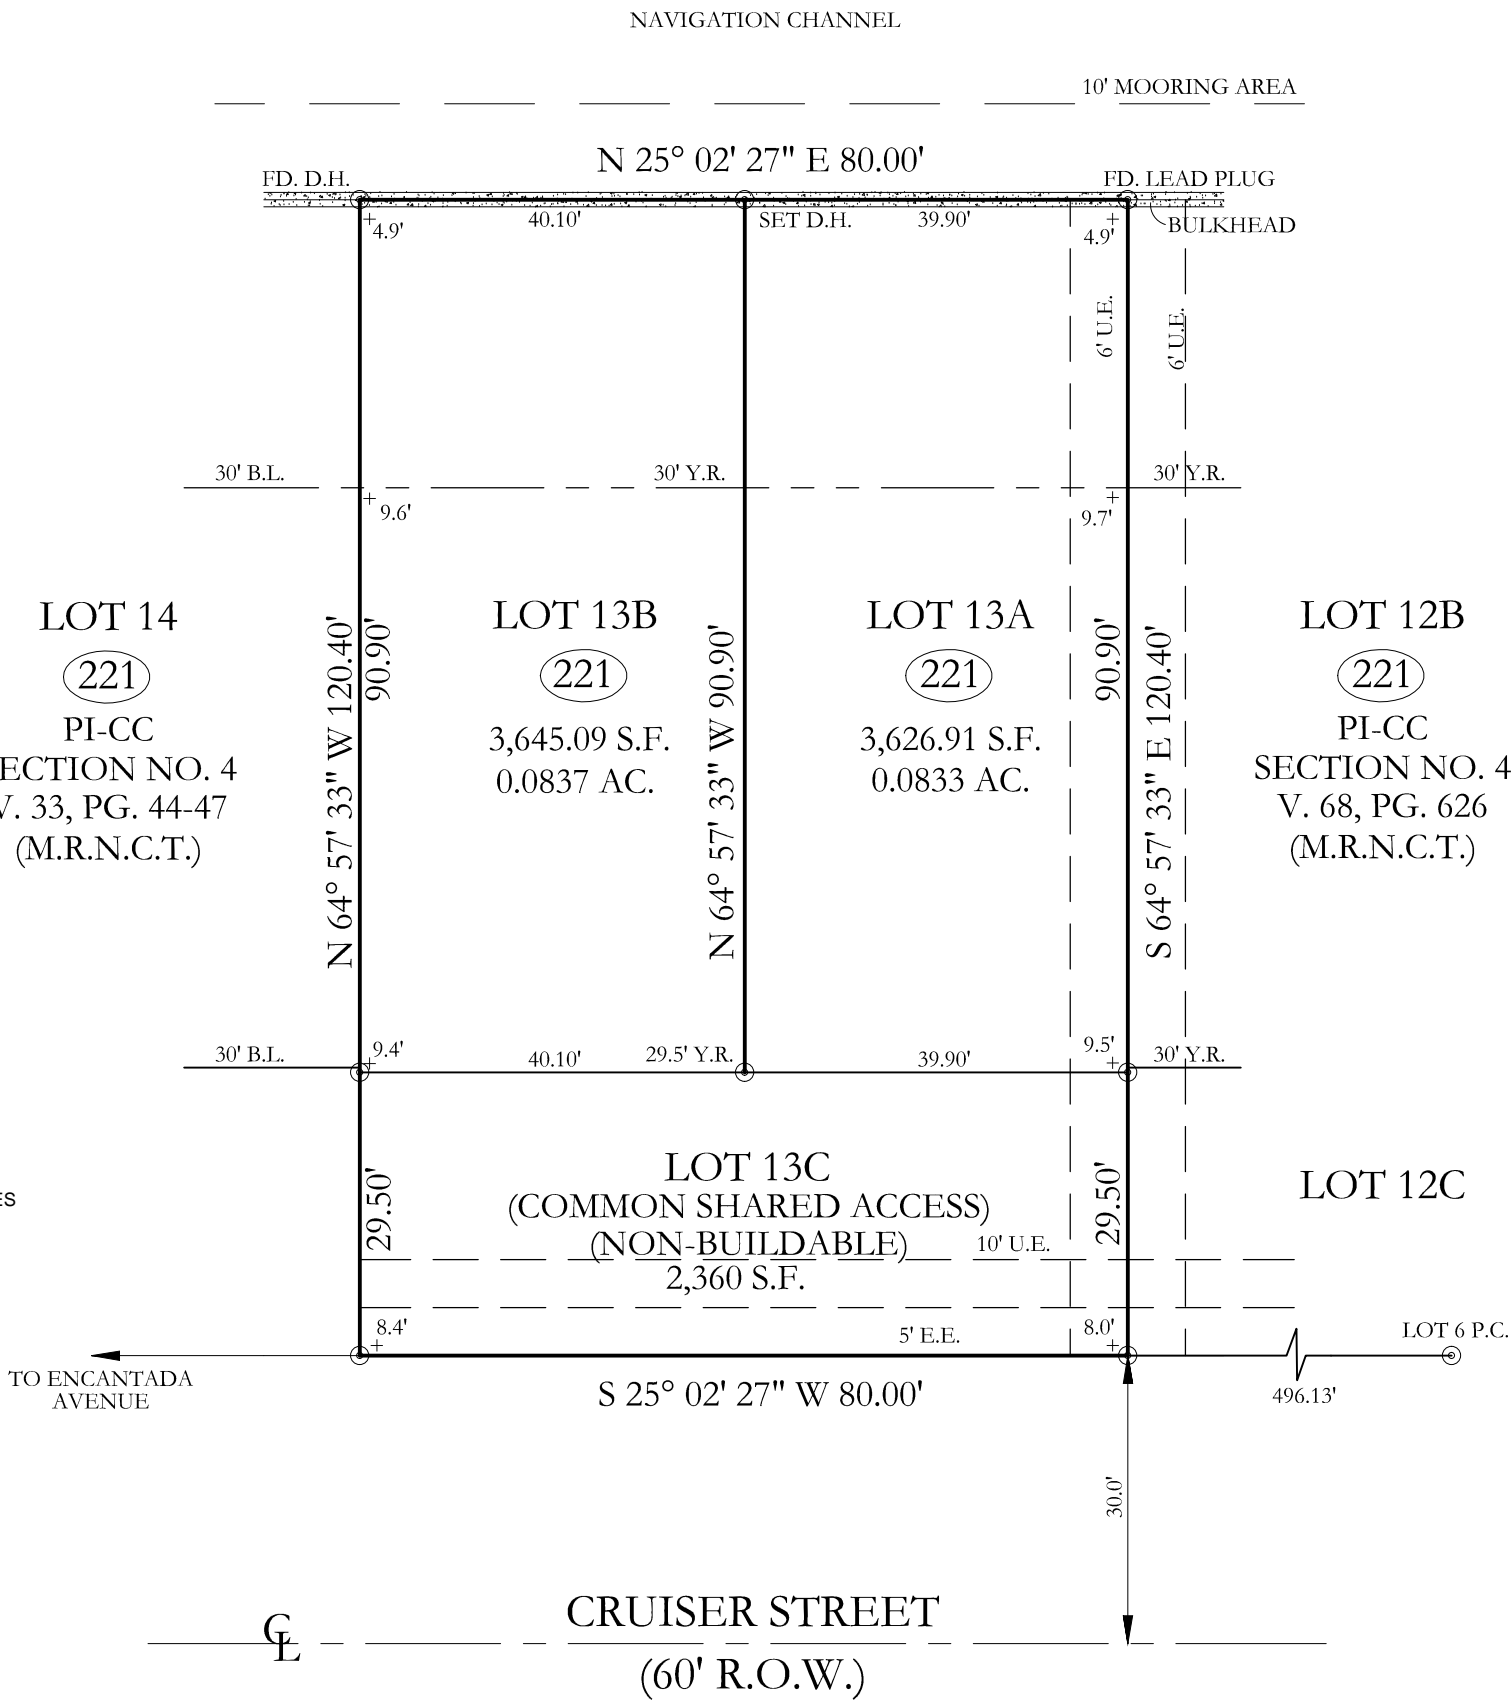 NAVIGATION CHANNEL
10' MOORING AREA
N 25° 02' 27" E 80.00'
FD. D.H.
FD. LEAD PLUG
4.9'
40.10'
SET D.H.
39.90'
4.9'
BULKHEAD
6' U.E.
6' U.E.
30' B.L.
30' Y.R.
30' Y.R.
9.6'
9.7'
LOT 14
221
PI-CC
ECTION NO. 4
V. 33, PG. 44-47
(M.R.N.C.T.)
N 64° 57' 33" W 120.40'
90.90'
LOT 13B
221
3,645.09 S.F.
0.0837 AC.
N 64° 57' 33" W 90.90'
LOT 13A
221
3,626.91 S.F.
0.0833 AC.
90.90'
S 64° 57' 33" E 120.40'
LOT 12B
221
PI-CC
SECTION NO. 4
V. 68, PG. 626
(M.R.N.C.T.)
30' B.L.
9.4'
40.10'
29.5' Y.R.
39.90'
9.5'
30' Y.R.
29.50'
LOT 13C
(COMMON SHARED ACCESS)
(NON-BUILDABLE)
2,360 S.F.
10' U.E.
29.50'
LOT 12C
ES
8.4'
5' E.E.
8.0'
LOT 6 P.C.
TO ENCANTADA
AVENUE
S 25° 02' 27" W 80.00'
496.13'
30.0'
CL
CRUISER STREET
(60' R.O.W.)